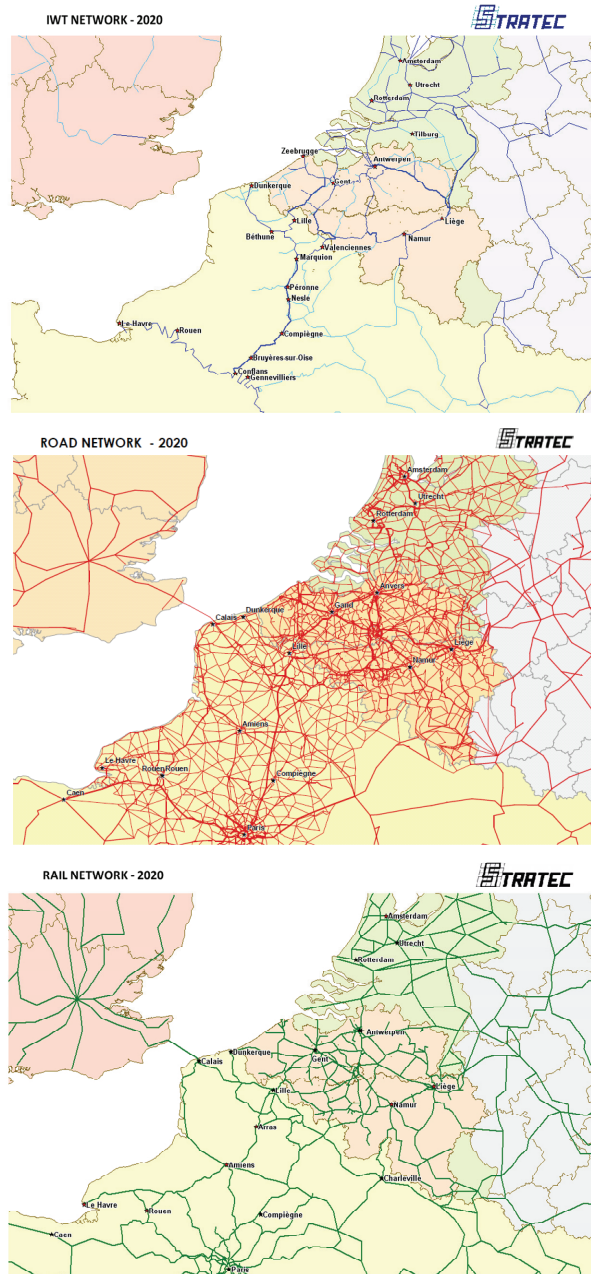 IWT NETWORK - 2020
STRATEC
Amsterdam
Utrecht
Rotterdam
Tilburg
Zeebrugge
Antwerpen
Dunkerque
Gent
Lille
Liège
Béthune
Namur
Valenciennes
Marquion
Péronne
Nesle
Le-Havre
Rouen
Compiègne
Bruyères-sur-Oise
Conflans
Gennevilliers
ROAD NETWORK - 2020
STRATEC
Amsterdam
Utrecht
Rotterdam
Anvers
Dunkerque
Gand
Calais
Lille
Liège
Namur
Amiens
Le-Havre
RouenRouen
Compiègne
Caen
Paris
RAIL NETWORK - 2020
STRATEC
Amsterdam
Utrecht
Rotterdam
Antwerpen
Dunkerque
Gent
Calais
Lille
Liège
Namur
Arras
Amiens
Charleville
Le Havre
Rouen
Compiègne
Caen
Paris